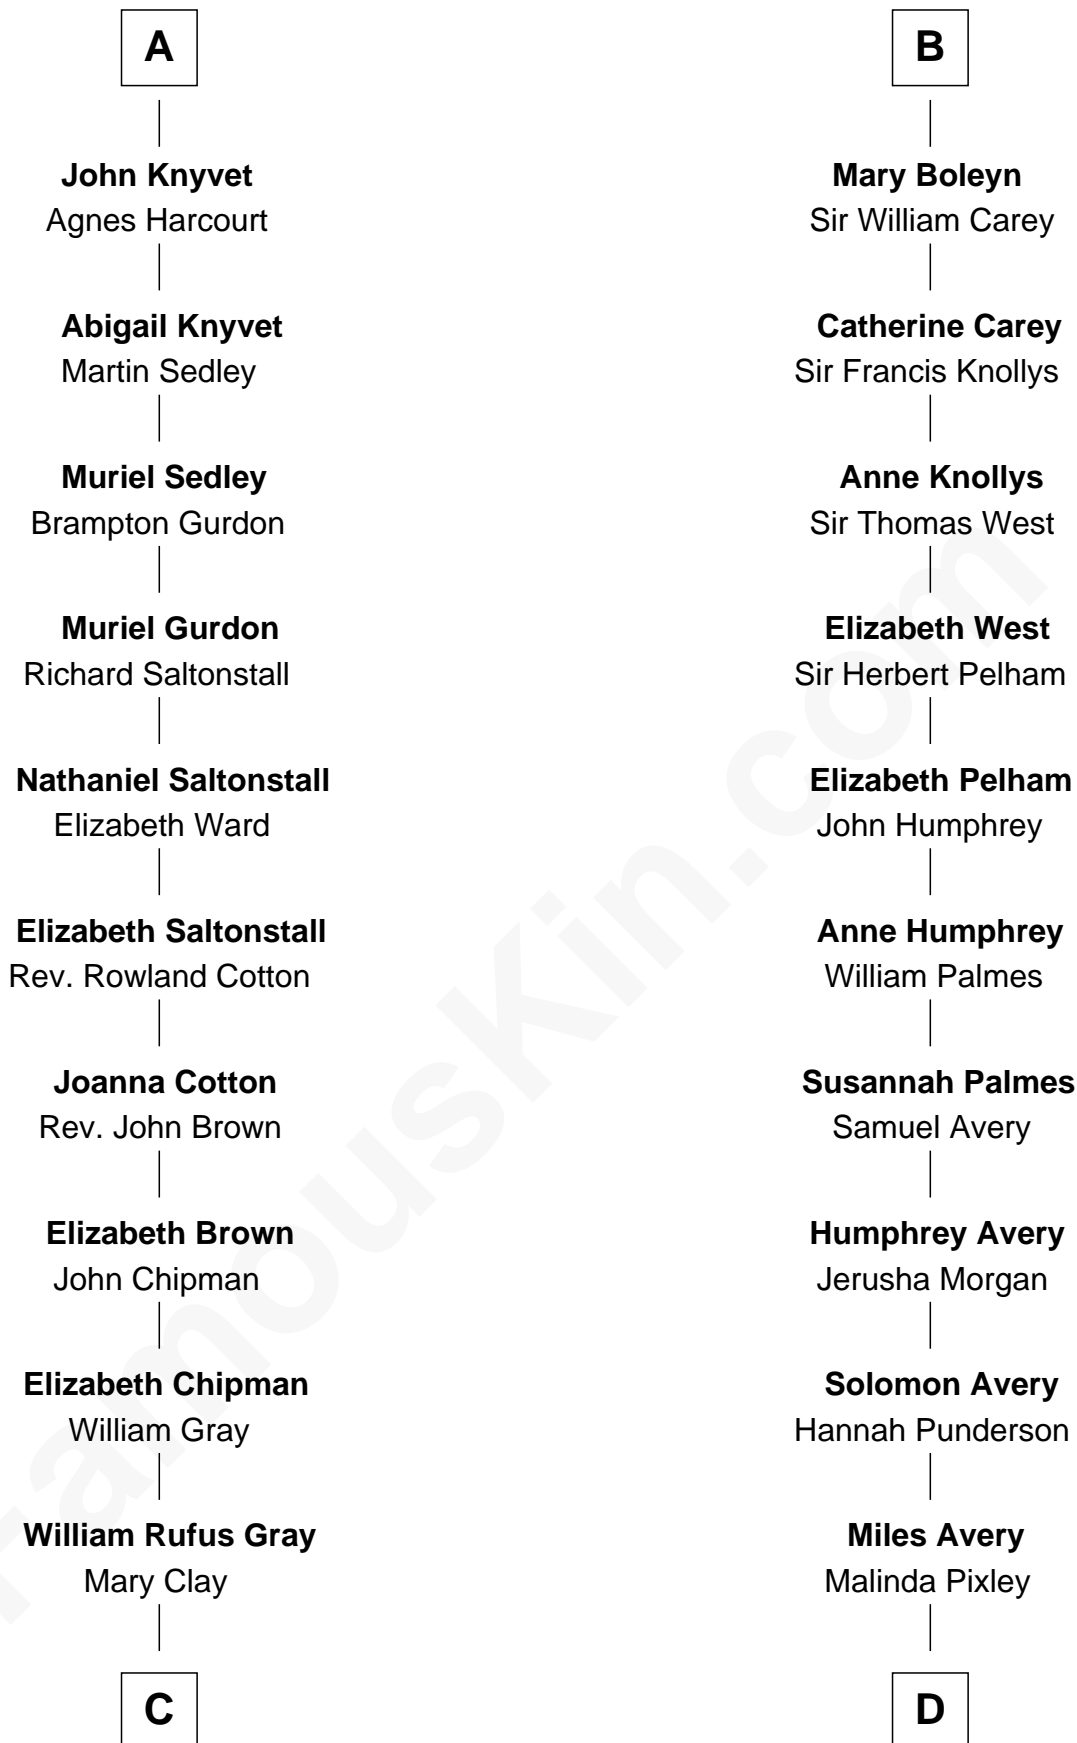 A
John Knyvet
Agnes Harcourt
Abigail Knyvet
Martin Sedley
Muriel Sedley
Brampton Gurdon
Muriel Gurdon
Richard Saltonstall
Nathaniel Saltonstall
Elizabeth Ward
Elizabeth Saltonstall
Rev. Rowland Cotton
Joanna Cotton
Rev. John Brown
Elizabeth Brown
John Chipman
Elizabeth Chipman
William Gray
William Rufus Gray
Mary Clay
C
B
Mary Boleyn
Sir William Carey
Catherine Carey
Sir Francis Knollys
Anne Knollys
Sir Thomas West
Elizabeth West
Sir Herbert Pelham
Elizabeth Pelham
John Humphrey
Anne Humphrey
William Palmes
Susannah Palmes
Samuel Avery
Humphrey Avery
Jerusha Morgan
Solomon Avery
Hannah Punderson
Miles Avery
Malinda Pixley
D
FamousKin.com